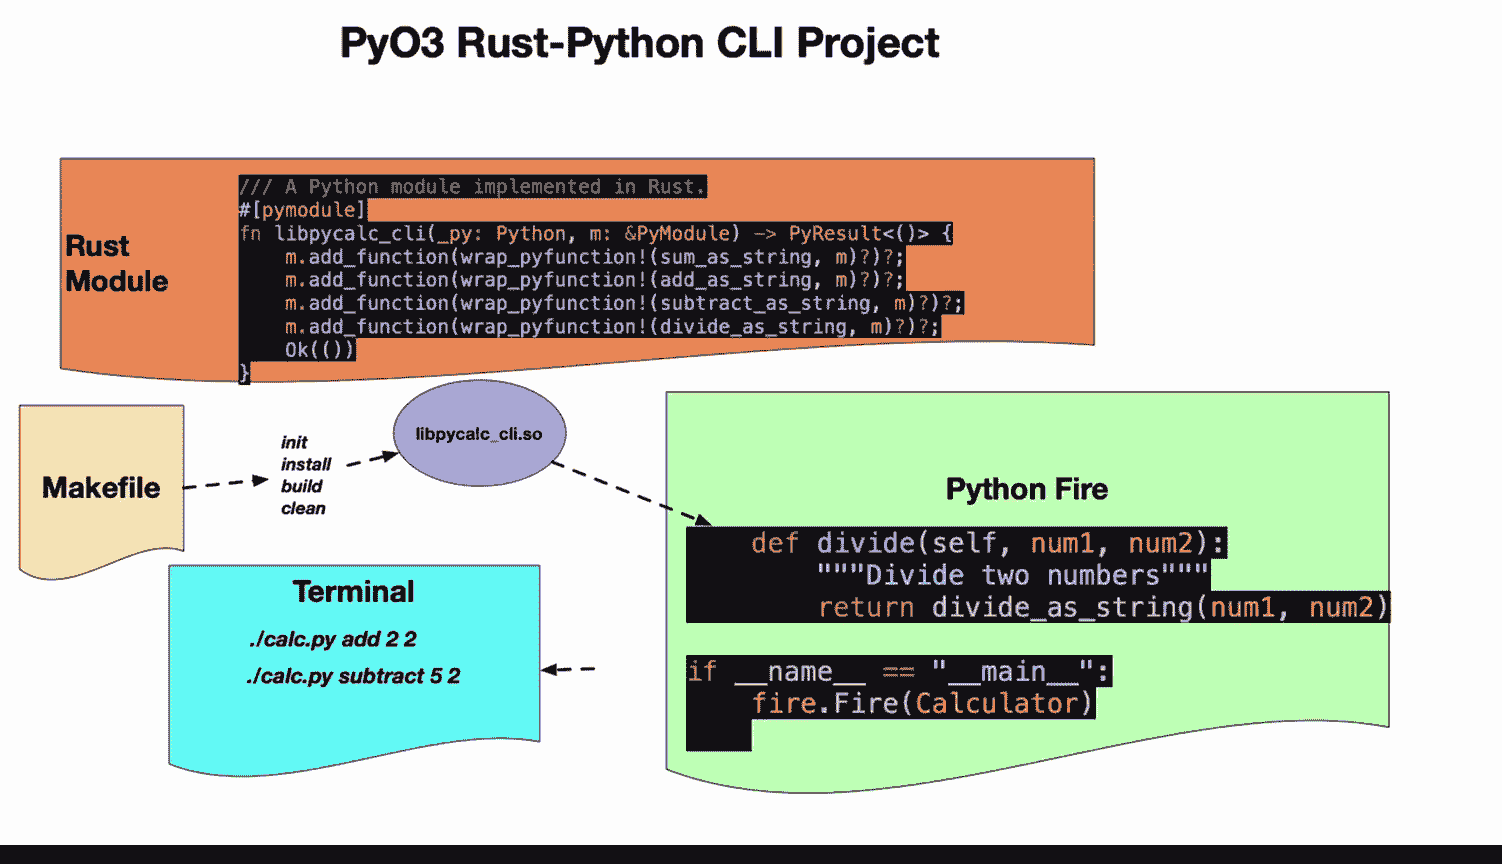 PyO3 Rust-Python CLI Project
Rust
Module
/// A Python module implemented in Rust.
#[pymodule]
fn libpycalc_cli(_py: Python, m: &PyModule) -> PyResult<()> {
    m.add_function(wrap_pyfunction!(sum_as_string, m)?)?;
    m.add_function(wrap_pyfunction!(add_as_string, m)?)?;
    m.add_function(wrap_pyfunction!(subtract_as_string, m)?)?;
    m.add_function(wrap_pyfunction!(divide_as_string, m)?)?;
    Ok(())
}
Makefile
init
install
build
clean
libpycalc_cli.so
Python Fire
    def divide(self, num1, num2):
        """Divide two numbers"""
        return divide_as_string(num1, num2)
if __name__ == "__main__":
    fire.Fire(Calculator)
Terminal
./calc.py add 2 2
./calc.py subtract 5 2